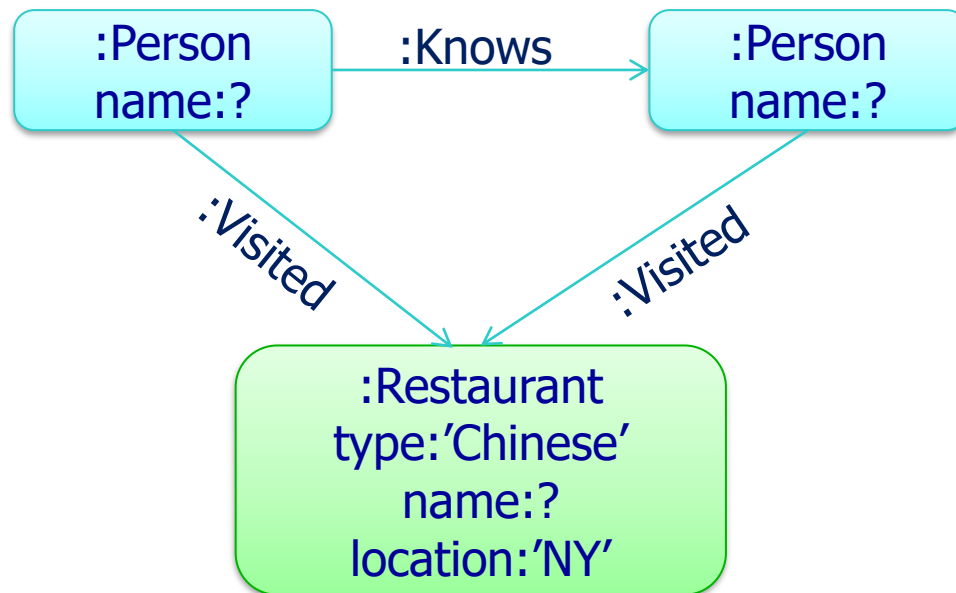 :Person
name:?
:Knows
:Person
name:?
:Visited
:Visited
:Restaurant
type:’Chinese’
name:?
location:’NY’